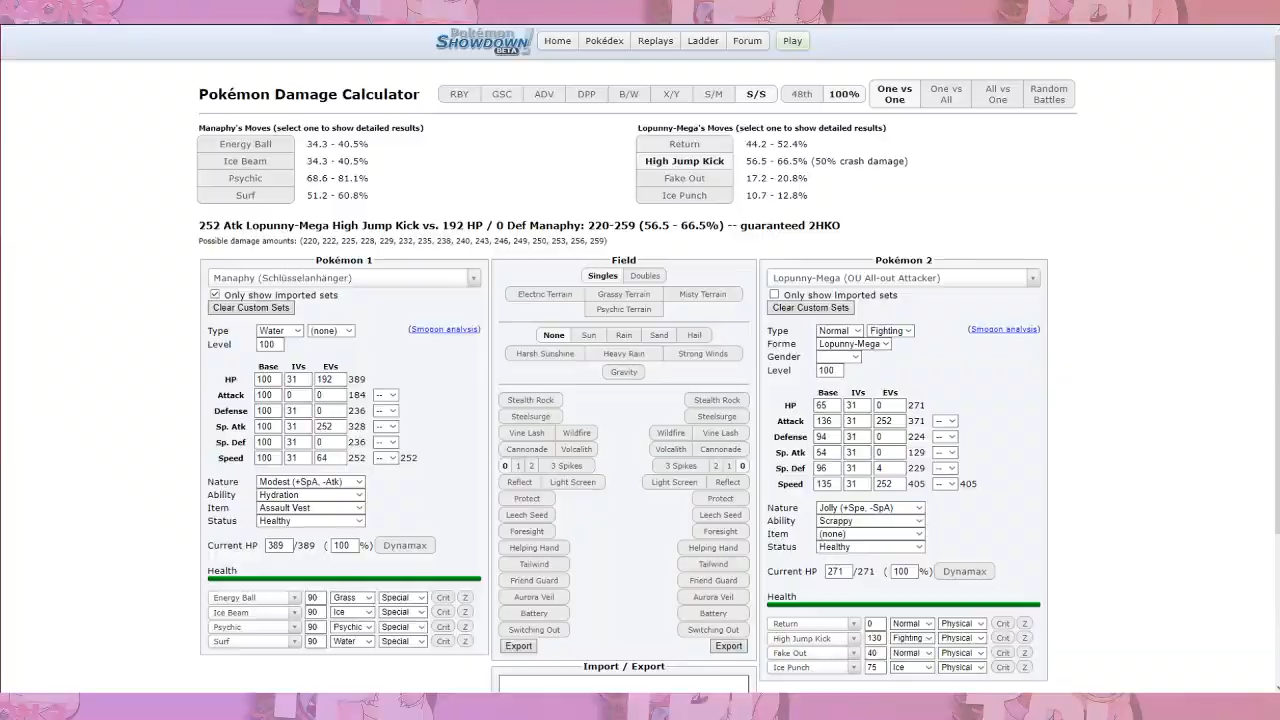 Pokémon
SHOWDOWN! BETA Home Pokédex Replays Ladder Forum Play
Pokémon Damage Calculator RBY GSC ADV DPP B/W X/Y S/M S/S 48th 100% One vs One One vs All All vs One Random Battles
Manaphy's Moves (select one to show detailed results) Lopunny-Mega's Moves (select one to show detailed results)
Energy Ball 34.3 - 40.5% Return 44.2 - 52.4%
Ice Beam 34.3 - 40.5% High Jump Kick 56.5 - 66.5% (50% crash damage)
Psychic 68.6 - 81.1% Fake Out 17.2 - 20.8%
Surf 51.2 - 60.8% Ice Punch 10.7 - 12.8%
252 Atk Lopunny-Mega High Jump Kick vs. 192 HP / 0 Def Manaphy: 220-259 (56.5 - 66.5%) -- guaranteed 2HKO
Possible damage amounts: (220, 222, 225, 228, 229, 232, 235, 238, 240, 243, 246, 249, 250, 253, 256, 259)
Pokémon 1
Manaphy (Schlüsselanhänger)
Only show imported sets
Clear Custom Sets
Type Water (none) (Smogon analysis)
Level 100
Base IVs EVs
HP 100 31 192 389
Attack 100 0 0 184 --
Defense 100 31 0 236 --
Sp. Atk 100 31 252 328 --
Sp. Def 100 31 0 236 --
Speed 100 31 64 252 -- 252
Nature Modest (+SpA, -Atk)
Ability Hydration
Item Assault Vest
Status Healthy
Current HP 389 /389 ( 100 %) Dynamax
Health
Energy Ball 90 Grass Special Crit Z
Ice Beam 90 Ice Special Crit Z
Psychic 90 Psychic Special Crit Z
Surf 90 Water Special Crit Z
Field
Singles Doubles
Electric Terrain Grassy Terrain Misty Terrain
Psychic Terrain
None Sun Rain Sand Hail
Harsh Sunshine Heavy Rain Strong Winds
Gravity
Stealth Rock Stealth Rock
Steelsurge Steelsurge
Vine Lash Wildfire Wildfire Vine Lash
Cannonade Volcalith Volcalith Cannonade
0 1 2 3 Spikes 3 Spikes 2 1 0
Reflect Light Screen Light Screen Reflect
Protect Protect
Leech Seed Leech Seed
Foresight Foresight
Helping Hand Helping Hand
Tailwind Tailwind
Friend Guard Friend Guard
Aurora Veil Aurora Veil
Battery Battery
Switching Out Switching Out
Export Export
Import / Export
Pokémon 2
Lopunny-Mega (OU All-out Attacker)
Only show imported sets
Clear Custom Sets
Type Normal Fighting (Smogon analysis)
Forme Lopunny-Mega
Gender
Level 100
Base IVs EVs
HP 65 31 0 271
Attack 136 31 252 371 --
Defense 94 31 0 224 --
Sp. Atk 54 31 0 129 --
Sp. Def 96 31 4 229 --
Speed 135 31 252 405 -- 405
Nature Jolly (+Spe, -SpA)
Ability Scrappy
Item (none)
Status Healthy
Current HP 271 /271 ( 100 %) Dynamax
Health
Return 0 Normal Physical Crit Z
High Jump Kick 130 Fighting Physical Crit Z
Fake Out 40 Normal Physical Crit Z
Ice Punch 75 Ice Physical Crit Z